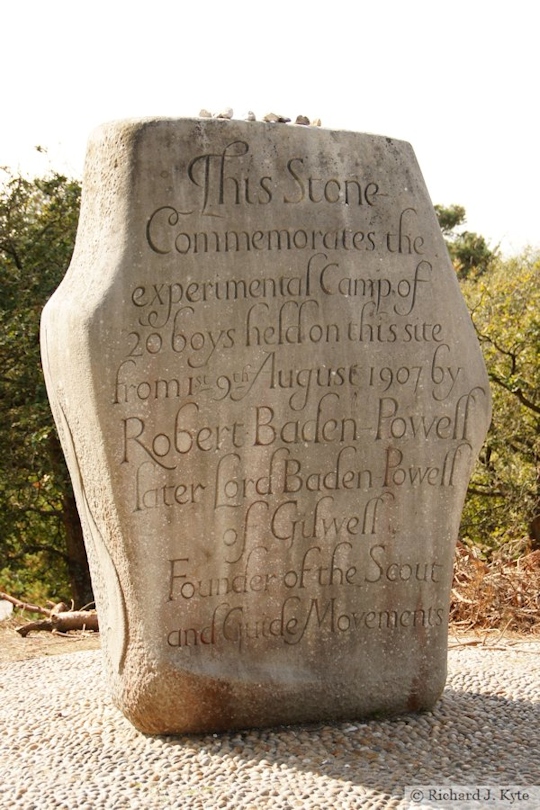 This Stone
Commemorates the
experimental Camp of
20 boys held on this site
from 1st-9th August 1907 by
Robert Baden-Powell
later Lord Baden Powell
of Gilwell
Founder of the Scout
and Guide Movements
© Richard J. Kyte